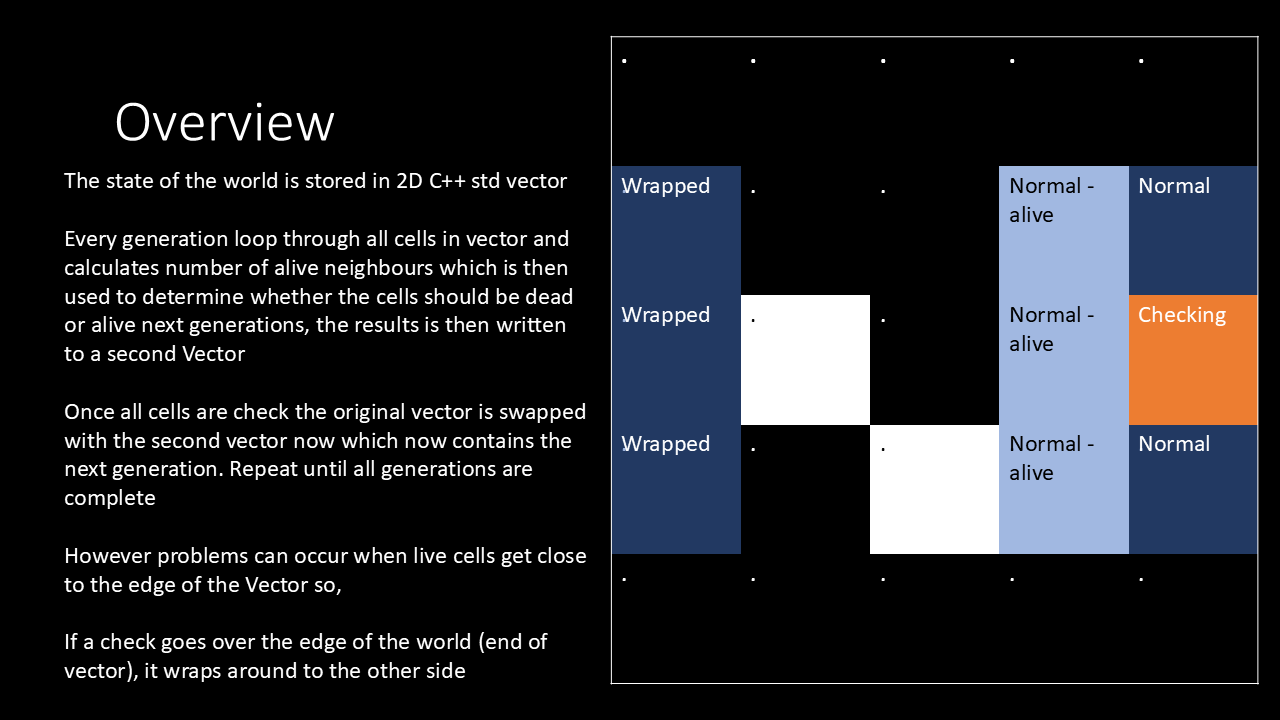 Overview
The state of the world is stored in 2D C++ std vector
Every generation loop through all cells in vector and
calculates number of alive neighbours which is then
used to determine whether the cells should be dead
or alive next generations, the results is then written
to a second Vector
Once all cells are check the original vector is swapped
with the second vector now which now contains the
next generation. Repeat until all generations are
complete
However problems can occur when live cells get close
to the edge of the Vector so,
If a check goes over the edge of the world (end of
vector), it wraps around to the other side
. . . . .
.Wrapped . . Normal - Normal
alive
.Wrapped . . Normal - Checking
alive
.Wrapped . . Normal - Normal
alive
. . . . .